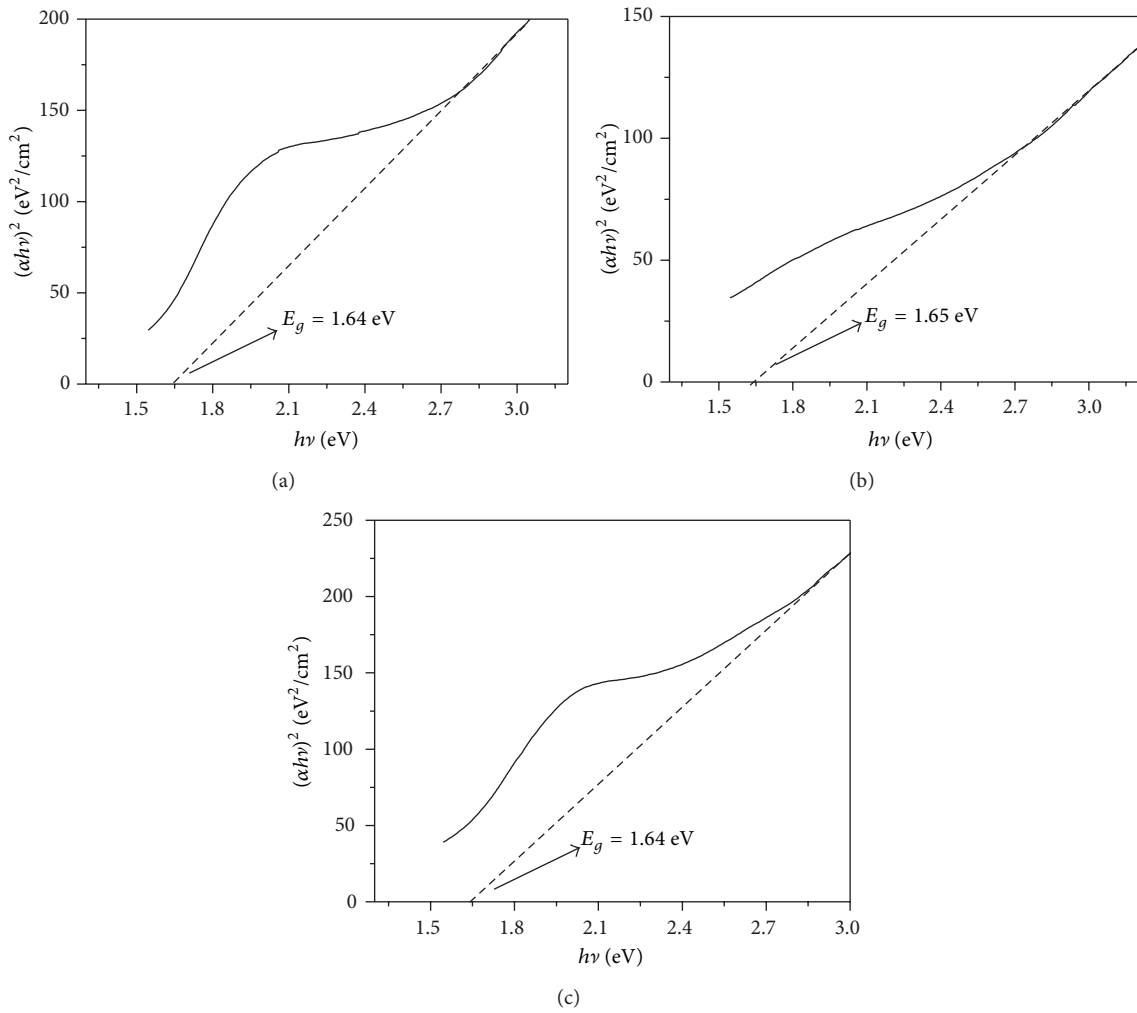 200
150
100
50
0
(αhν)² (eV²/cm²)
E_g = 1.64 eV
1.5 1.8 2.1 2.4 2.7 3.0
hν (eV)
(a)
150
100
50
0
(αhν)² (eV²/cm²)
E_g = 1.65 eV
1.5 1.8 2.1 2.4 2.7 3.0
hν (eV)
(b)
250
200
150
100
50
0
(αhν)² (eV²/cm²)
E_g = 1.64 eV
1.5 1.8 2.1 2.4 2.7 3.0
hν (eV)
(c)